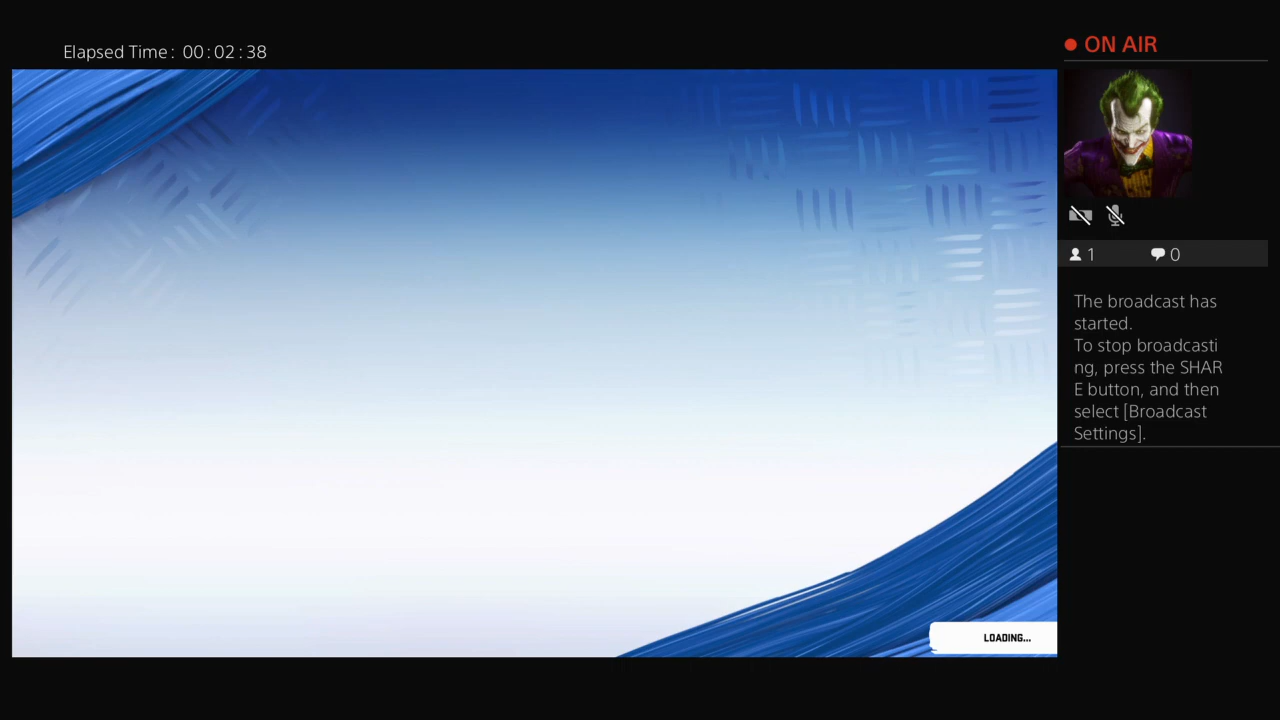 Elapsed Time: 00:02:38
ON AIR
1
0
The broadcast has
started.
To stop broadcasti
ng, press the SHAR
E button, and then
select [Broadcast
Settings].
LOADING...